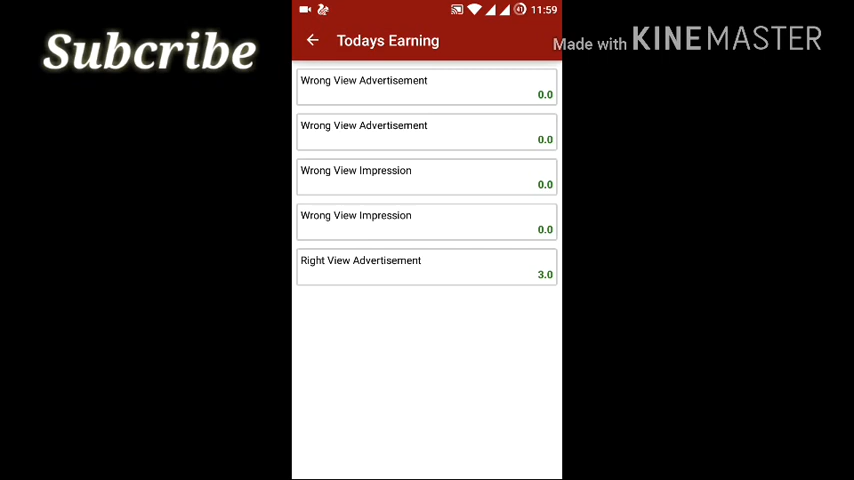 Subcribe
41 11:59
Todays Earning
Made with KINEMASTER
Wrong View Advertisement
0.0
Wrong View Advertisement
0.0
Wrong View Impression
0.0
Wrong View Impression
0.0
Right View Advertisement
3.0